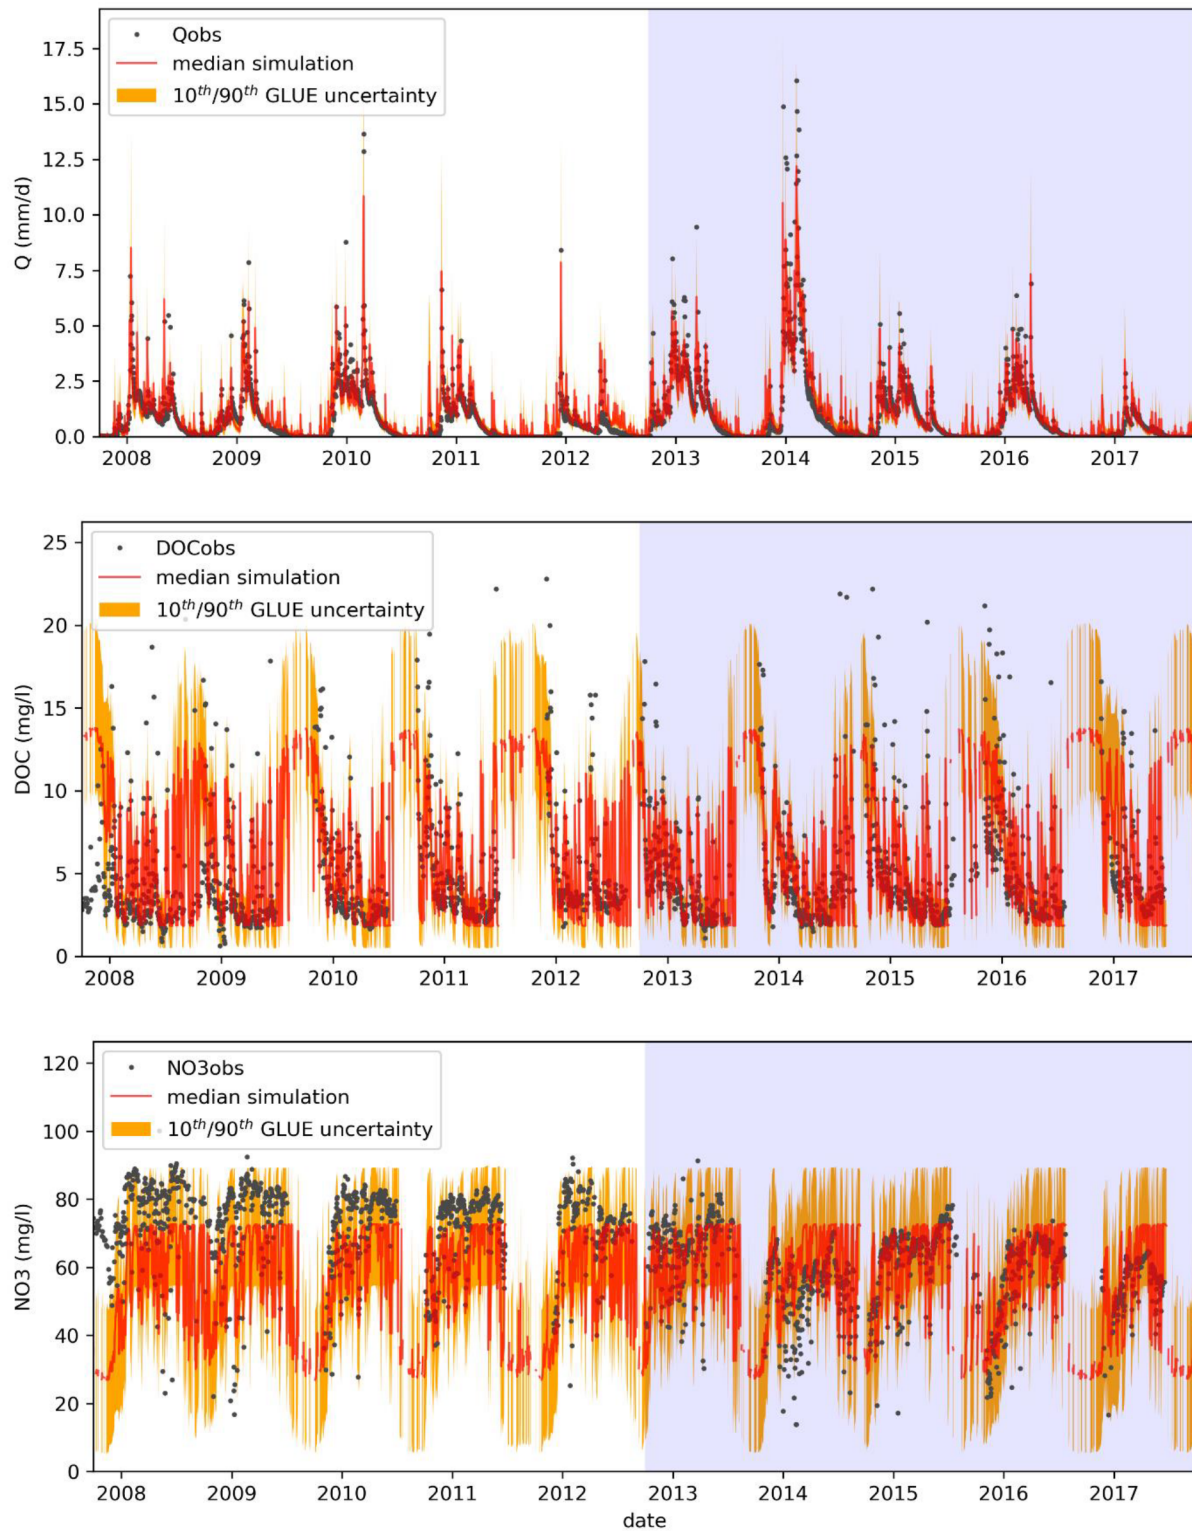 17.5
15.0
12.5
10.0
7.5
5.0
2.5
0.0
Q (mm/d)
Qobs
median simulation
10th/90th GLUE uncertainty
2008 2009 2010 2011 2012 2013 2014 2015 2016 2017
25
20
15
10
5
0
DOC (mg/l)
DOCobs
median simulation
10th/90th GLUE uncertainty
2008 2009 2010 2011 2012 2013 2014 2015 2016 2017
120
100
80
60
40
20
0
NO3 (mg/l)
NO3obs
median simulation
10th/90th GLUE uncertainty
2008 2009 2010 2011 2012 2013 2014 2015 2016 2017
date